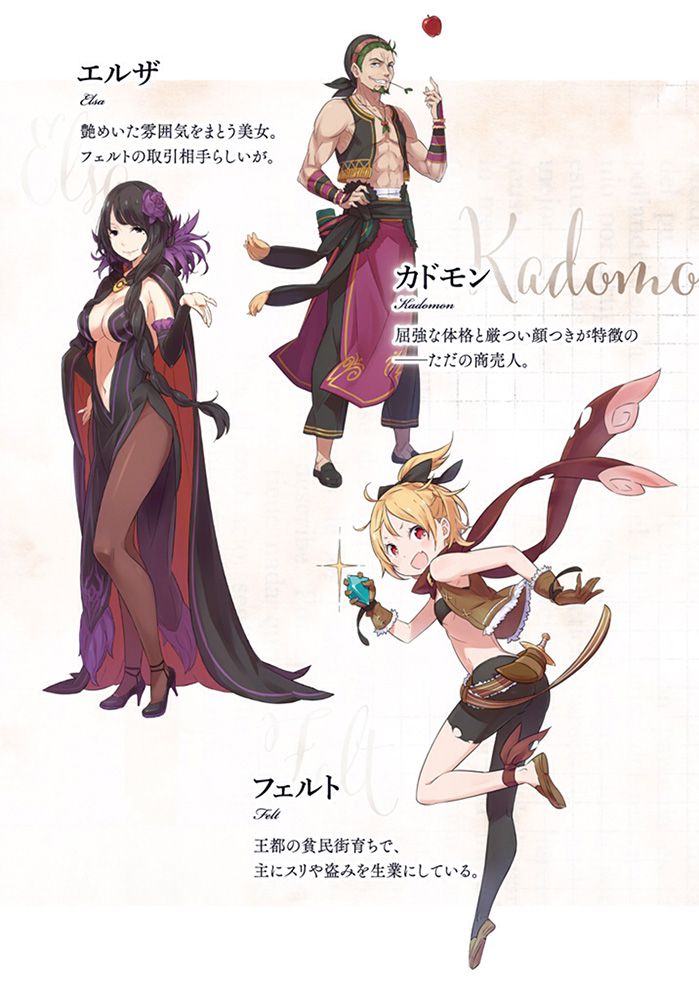 エルザ
Elsa
Elsa
艶めいた雰囲気をまとう美女。
フェルトの取引相手らしいが。
Kadomo
カドモン
Kadomon
屈強な体格と厳つい顔つきが特徴の
――ただの商売人。
Felt
フェルト
Felt
王都の貧民街育ちで、
主にスリや盗みを生業にしている。